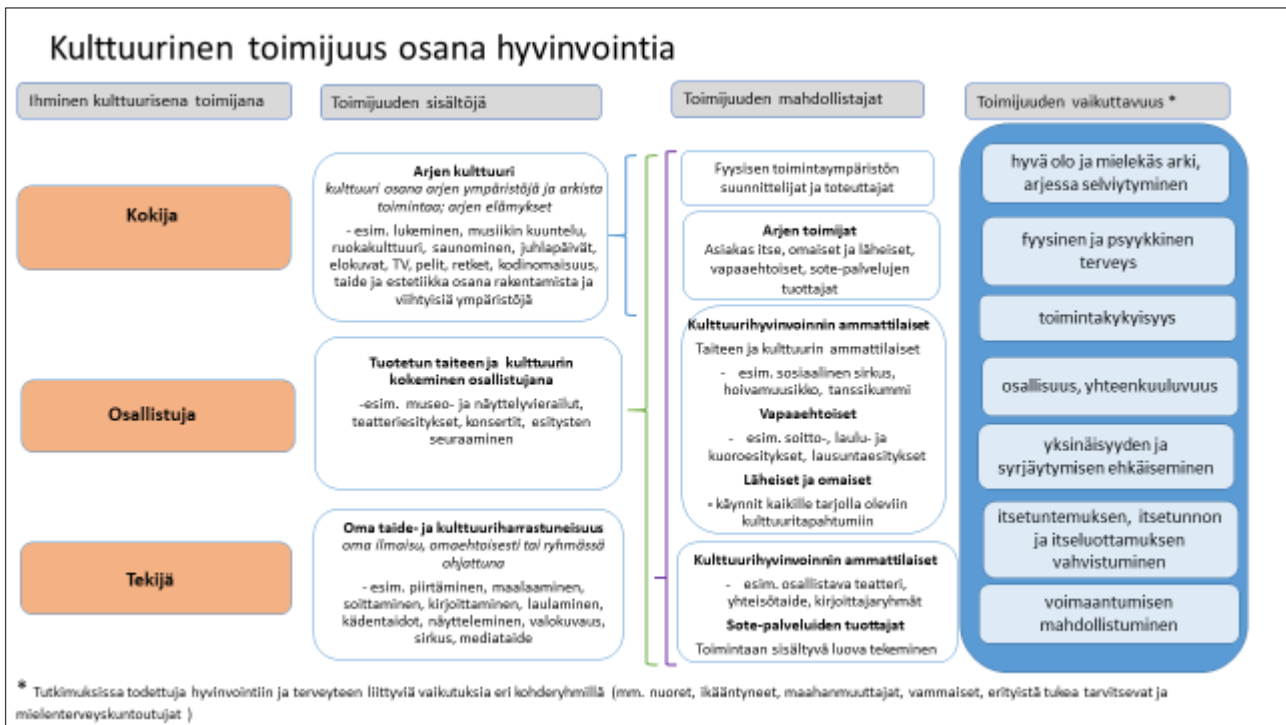 Kulttuurinen toimijuus osana hyvinvointia
Ihminen kulttuurisena toimijana
Toimijuuden sisältöjä
Toimijuuden mahdollistajat
Toimijuuden vaikuttavuus *
Kokija
Osallistuja
Tekijä
Arjen kulttuuri
kulttuuri osana arjen ympäristöjä ja arkista
toimintaa; arjen elämykset
- esim. lukeminen, musiikin kuuntelu,
ruokakulttuuri, saunominen, juhlapäivät,
elokuvat, TV, pelit, retket, kodinomaisuus,
taide ja estetiikka osana rakentamista ja
viihtyisiä ympäristöjä
Tuotetun taiteen ja kulttuurin
kokeminen osallistujana
-esim. museo- ja näyttelyvierailut,
teatteriesitykset, konsertit, esitysten
seuraaminen
Oma taide- ja kulttuuriharrastuneisuus
oma ilmaisu, omaehtoisesti tai ryhmässä
ohjattuna
- esim. piirtäminen, maalaaminen,
soittaminen, kirjoittaminen, laulaminen,
kädentaidot, näytteleminen, valokuvaus,
sirkus, mediataide
Fyysisen toimintaympäristön
suunnittelijat ja toteuttajat
Arjen toimijat
Asiakas itse, omaiset ja läheiset,
vapaaehtoiset, sote-palvelujen
tuottajat
Kulttuurihyvinvoinnin ammattilaiset
Taiteen ja kulttuurin ammattilaiset
- esim. sosiaalinen sirkus,
hoivamuusikko, tanssikummi
Vapaaehtoiset
- esim. soitto-, laulu- ja
kuoroesitykset, lausuntaesitykset
Läheiset ja omaiset
- käynnit kaikille tarjolla oleviin
kulttuuritapahtumiin
Kulttuurihyvinvoinnin ammattilaiset
- esim. osallistava teatteri,
yhteisötaide, kirjoittajaryhmät
Sote-palveluiden tuottajat
Toimintaan sisältyvä luova tekeminen
hyvä olo ja mielekäs arki,
arjessa selviytyminen
fyysinen ja psyykkinen
terveys
toimintakykyisyys
osallisuus, yhteenkuuluvuus
yksinäisyyden ja
syrjäytymisen ehkäiseminen
itsetuntemuksen, itsetunnon
ja itseluottamuksen
vahvistuminen
voimaantumisen
mahdollistuminen
* Tutkimuksissa todettuja hyvinvointiin ja terveyteen liittyviä vaikutuksia eri kohderyhmillä (mm. nuoret, ikääntyneet, maahanmuuttajat, vammaiset, erityistä tukea tarvitsevat ja
mielenterveyskuntoutujat )